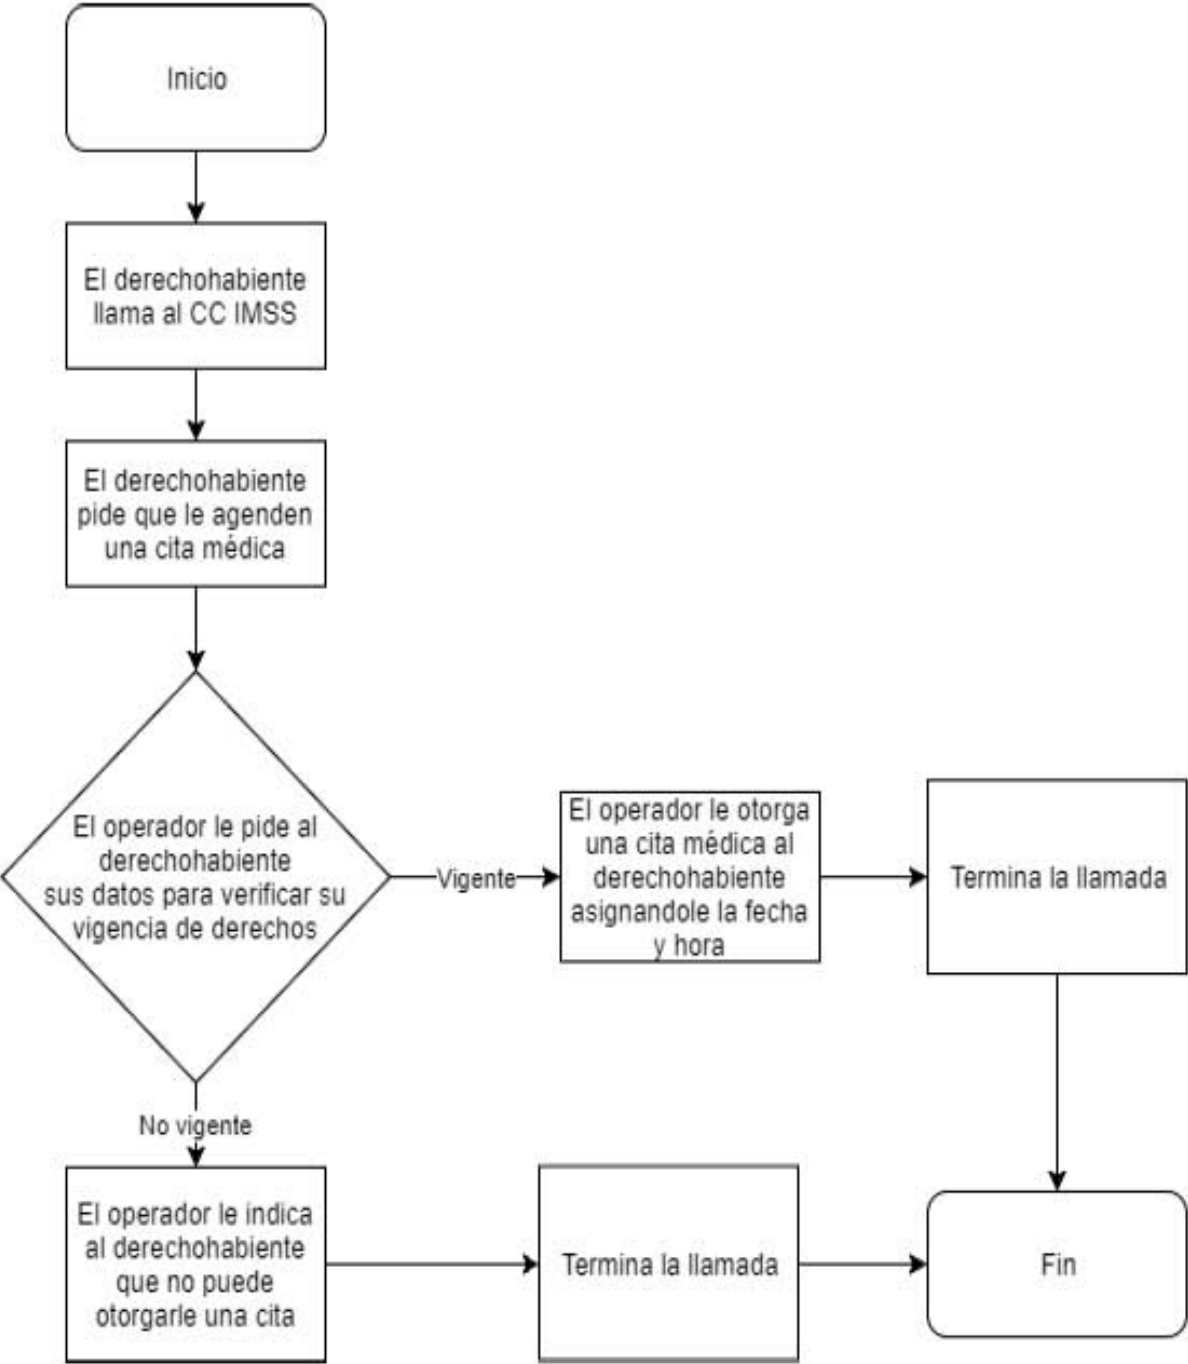 Inicio
El derechohabiente
llama al CC IMSS
El derechohabiente
pide que le agenden
una cita médica
El operador le pide al
derechohabiente
sus datos para verificar su
vigencia de derechos
Vigente
El operador le otorga
una cita médica al
derechohabiente
asignandole la fecha
y hora
Termina la llamada
No vigente
El operador le indica
al derechohabiente
que no puede
otorgarle una cita
Termina la llamada
Fin